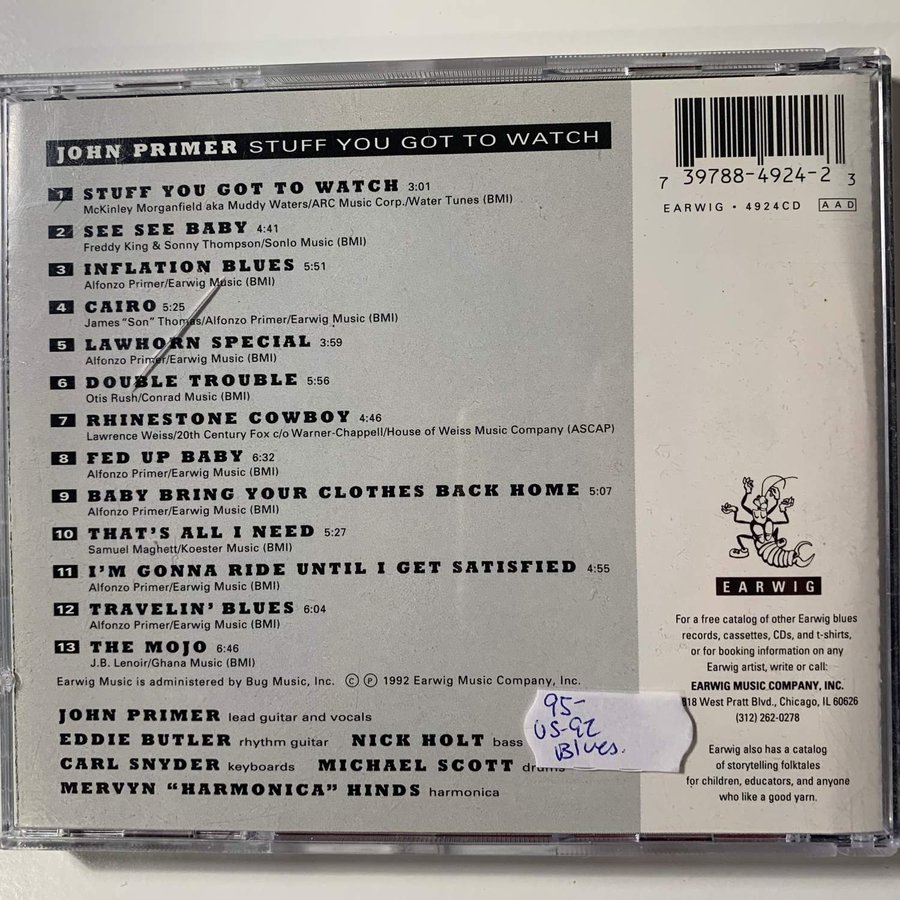 JOHN PRIMER STUFF YOU GOT TO WATCH
1 STUFF YOU GOT TO WATCH 3:01
McKinley Morganfield aka Muddy Waters/ARC Music Corp./Water Tunes (BMI)
2 SEE SEE BABY 4:41
Freddy King & Sonny Thompson/Sonlo Music (BMI)
3 INFLATION BLUES 5:51
Alfonzo Primer/Earwig Music (BMI)
4 CAIRO 5:25
James "Son" Thomas/Alfonzo Primer/Earwig Music (BMI)
5 LAWHORN SPECIAL 3:59
Alfonzo Primer/Earwig Music (BMI)
6 DOUBLE TROUBLE 5:56
Otis Rush/Conrad Music (BMI)
7 RHINESTONE COWBOY 4:46
Lawrence Weiss/20th Century Fox c/o Warner-Chappell/House of Weiss Music Company (ASCAP)
8 FED UP BABY 6:32
Alfonzo Primer/Earwig Music (BMI)
9 BABY BRING YOUR CLOTHES BACK HOME 5:07
Alfonzo Primer/Earwig Music (BMI)
10 THAT'S ALL I NEED 5:27
Samuel Maghett/Koester Music (BMI)
11 I'M GONNA RIDE UNTIL I GET SATISFIED 4:55
Alfonzo Primer/Earwig Music (BMI)
12 TRAVELIN' BLUES 6:04
Alfonzo Primer/Earwig Music (BMI)
13 THE MOJO 6:46
J.B. Lenoir/Ghana Music (BMI)
Earwig Music is administered by Bug Music, Inc. © ℗ 1992 Earwig Music Company, Inc.
JOHN PRIMER lead guitar and vocals
EDDIE BUTLER rhythm guitar NICK HOLT bass
CARL SNYDER keyboards MICHAEL SCOTT drums
MERVYN "HARMONICA" HINDS harmonica
95-
US-92
Blues.
7 39788-4924-2 3
EARWIG • 4924CD AAD
EARWIG
For a free catalog of other Earwig blues
records, cassettes, CDs, and t-shirts,
or for booking information on any
Earwig artist, write or call:
EARWIG MUSIC COMPANY, INC.
818 West Pratt Blvd., Chicago, IL 60626
(312) 262-0278
Earwig also has a catalog
of storytelling folktales
for children, educators, and anyone
who like a good yarn.